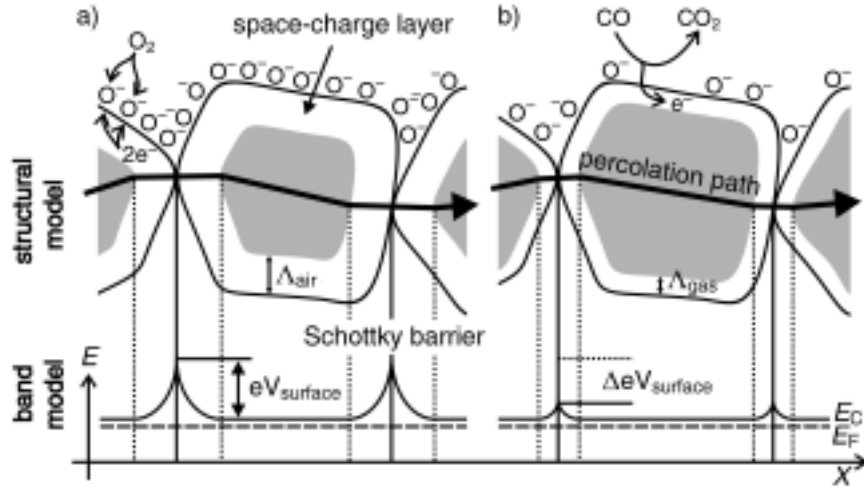 a)
space-charge layer
O₂
O⁻ O⁻ O⁻ O⁻ O⁻
2e⁻
⁻O O⁻ O⁻ O⁻ O⁻ O⁻ O⁻ O⁻
O⁻ O⁻ O⁻ ⁻O
Λair
b)
CO CO₂
O⁻ O⁻ O⁻ ⁻O
O⁻ O⁻ O⁻ O⁻ O⁻
e⁻
percolation path
Λgas
structural
model
Schottky barrier
band
model
E
eVsurface
ΔeVsurface
EC
EF
X